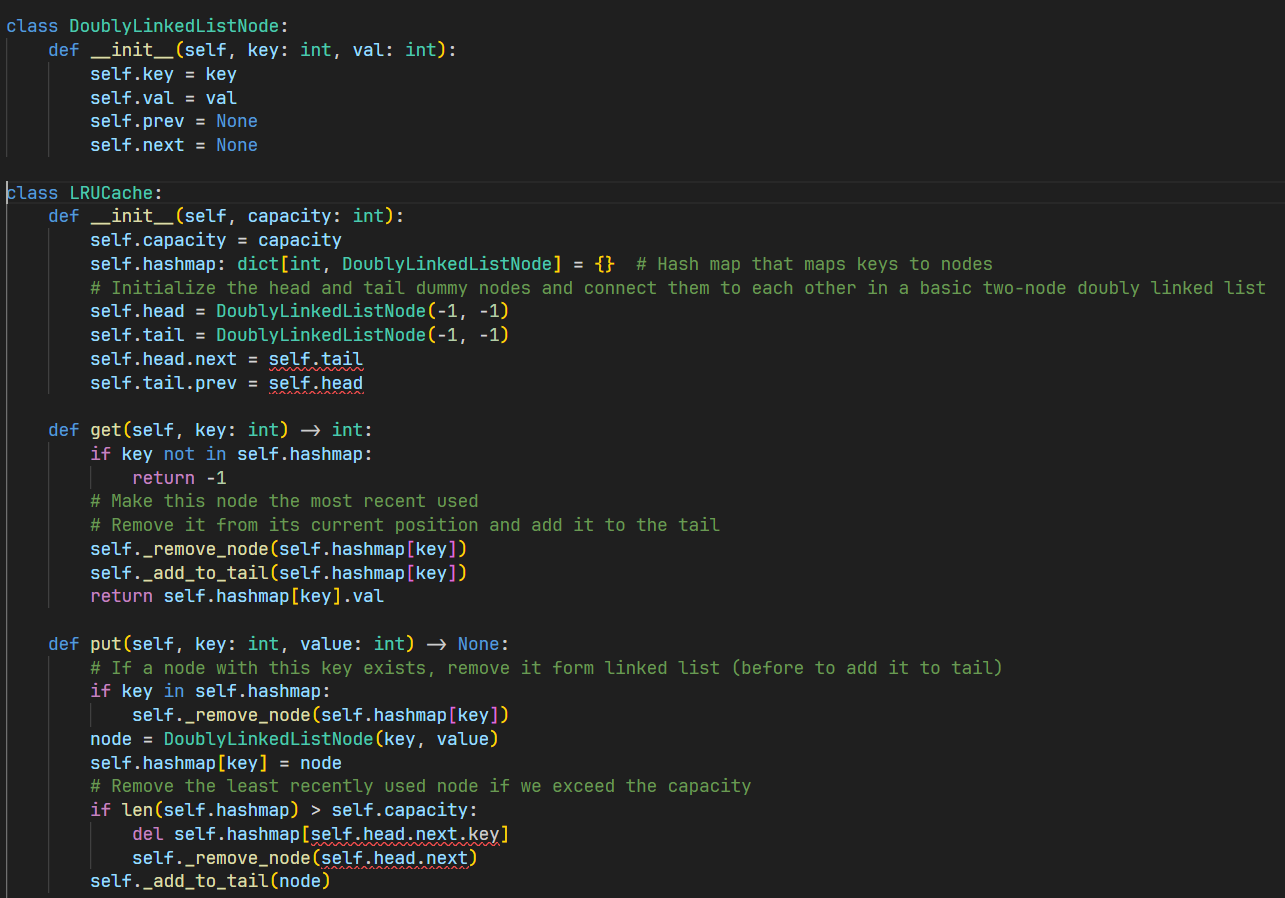 class DoublyLinkedListNode:
    def __init__(self, key: int, val: int):
        self.key = key
        self.val = val
        self.prev = None
        self.next = None

class LRUCache:
    def __init__(self, capacity: int):
        self.capacity = capacity
        self.hashmap: dict[int, DoublyLinkedListNode] = {}  # Hash map that maps keys to nodes
        # Initialize the head and tail dummy nodes and connect them to each other in a basic two-node doubly linked list
        self.head = DoublyLinkedListNode(-1, -1)
        self.tail = DoublyLinkedListNode(-1, -1)
        self.head.next = self.tail
        self.tail.prev = self.head

    def get(self, key: int) -> int:
        if key not in self.hashmap:
            return -1
        # Make this node the most recent used
        # Remove it from its current position and add it to the tail
        self._remove_node(self.hashmap[key])
        self._add_to_tail(self.hashmap[key])
        return self.hashmap[key].val

    def put(self, key: int, value: int) -> None:
        # If a node with this key exists, remove it form linked list (before to add it to tail)
        if key in self.hashmap:
            self._remove_node(self.hashmap[key])
        node = DoublyLinkedListNode(key, value)
        self.hashmap[key] = node
        # Remove the least recently used node if we exceed the capacity
        if len(self.hashmap) > self.capacity:
            del self.hashmap[self.head.next.key]
            self._remove_node(self.head.next)
        self._add_to_tail(node)